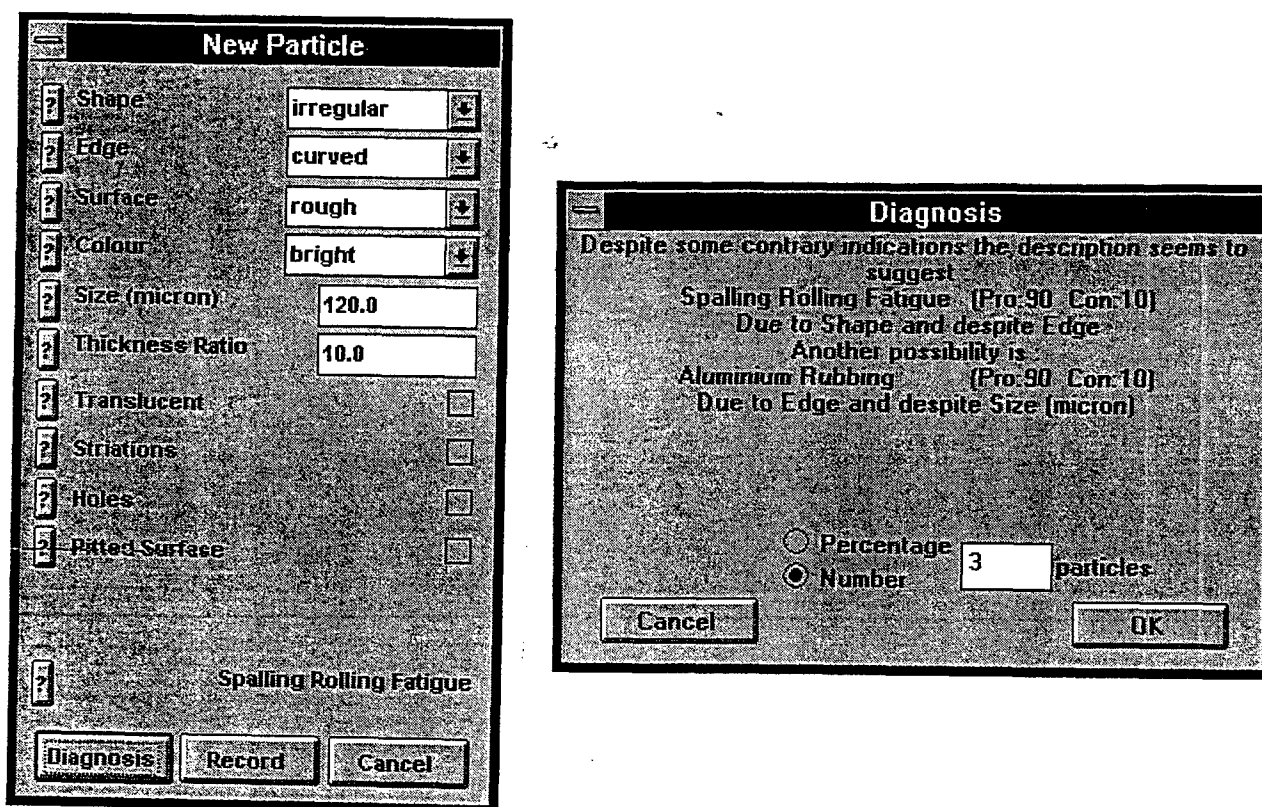 New Particle
? Shape irregular
? Edge curved
? Surface rough
? Colour bright
? Size (micron) 120.0
? Thickness Ratio 10.0
? Translucent
? Striations
? Holes
? Pitted Surface
? Spalling Rolling Fatigue
Diagnosis Record Cancel
Diagnosis
Despite some contrary indications the description seems to
suggest
Spalling Rolling Fatigue (Pro:90 Con:10)
Due to Shape and despite Edge
Another possibility is :
Aluminium Rubbing (Pro:90 Con:10)
Due to Edge and despite Size (micron)
Percentage
Number 3 particles
Cancel OK